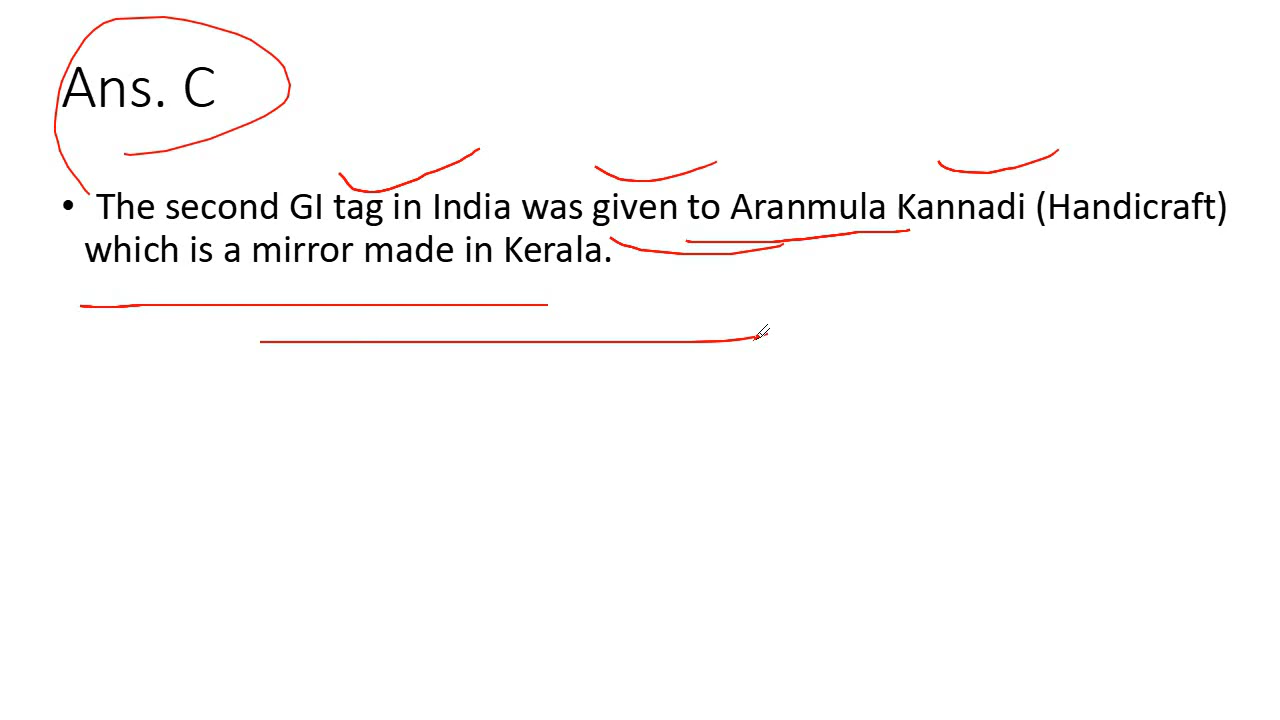 Ans. C
• The second GI tag in India was given to Aranmula Kannadi (Handicraft)
which is a mirror made in Kerala.